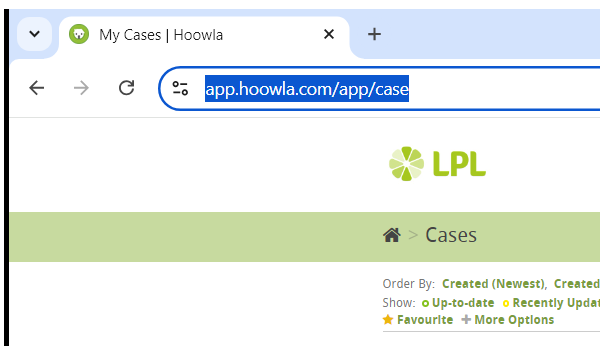 My Cases | Hoowla
app.hoowla.com/app/case
LPL
> Cases
Order By: Created (Newest), Created
Show: Up-to-date Recently Updat
Favourite More Options